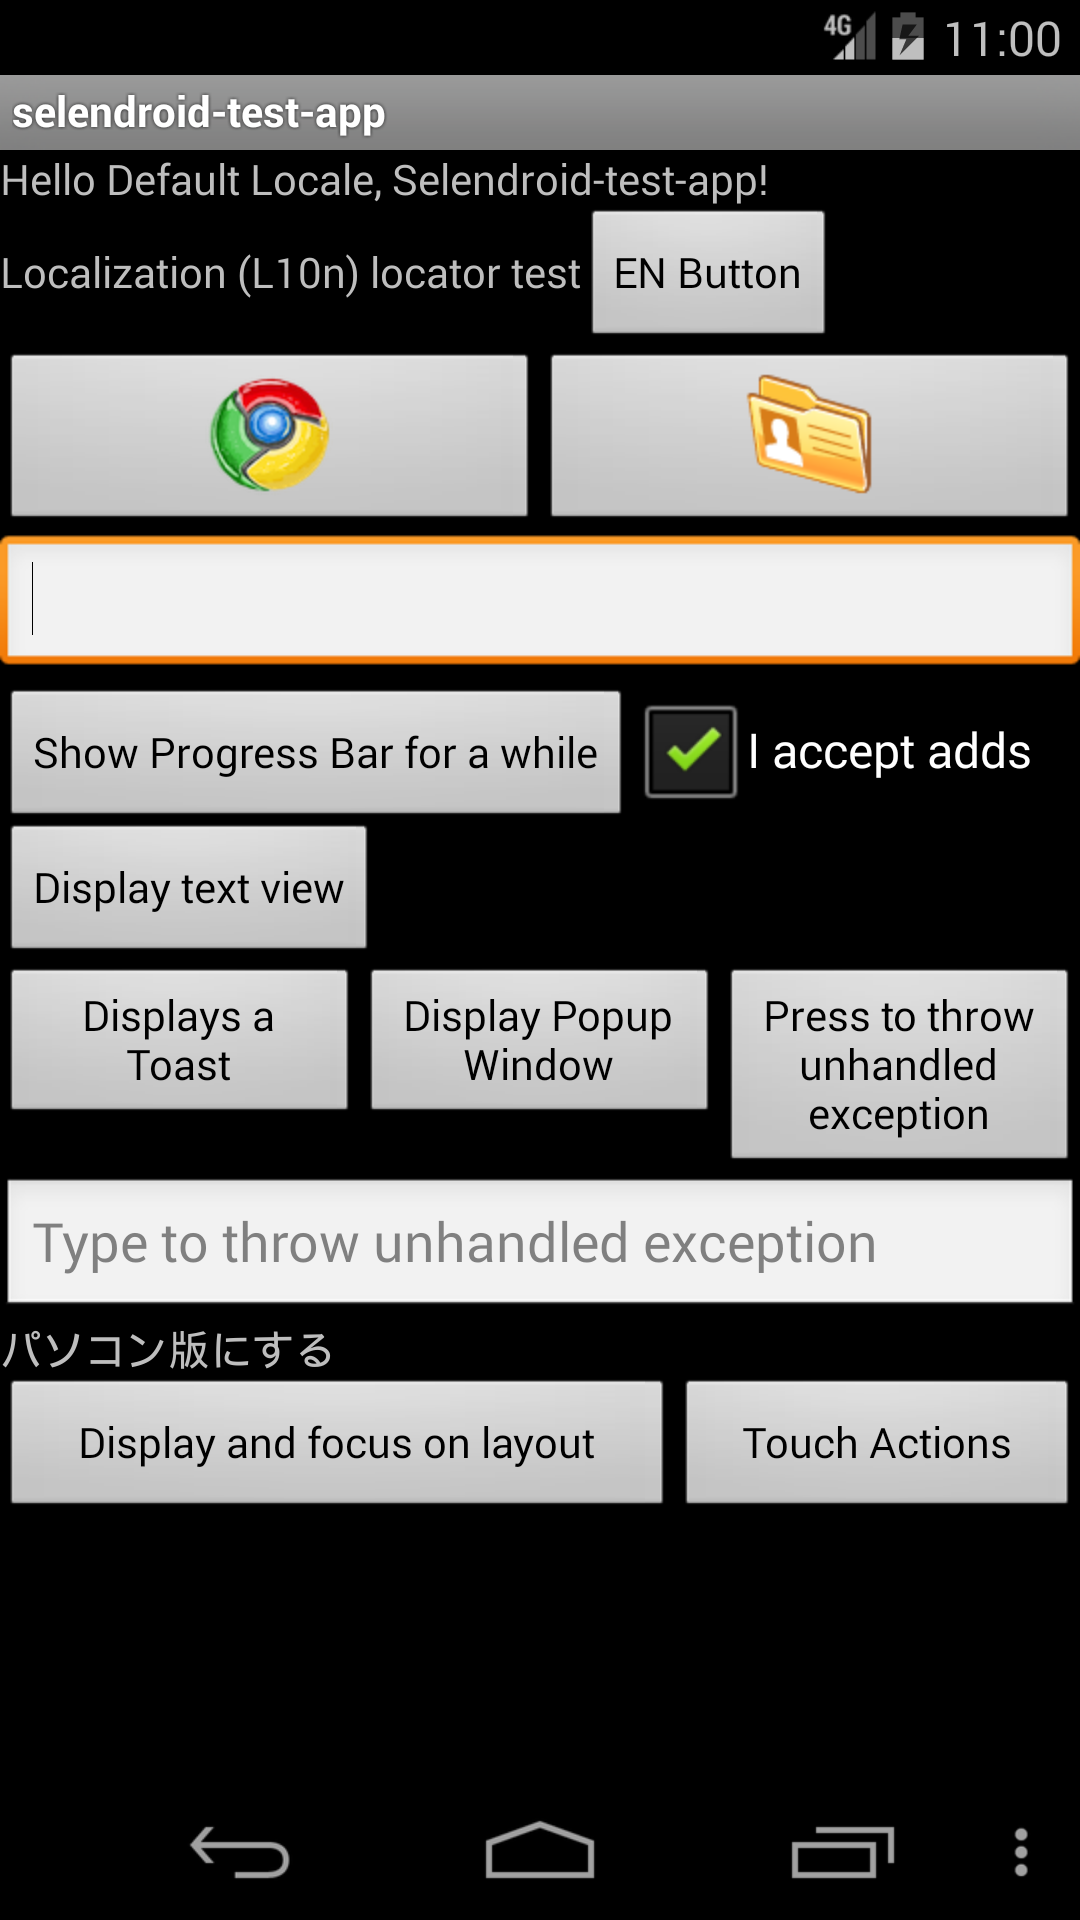 4G 11:00
selendroid-test-app
Hello Default Locale, Selendroid-test-app!
Localization (L10n) locator test EN Button
Show Progress Bar for a while I accept adds
Display text view
Displays a
Toast
Display Popup
Window
Press to throw
unhandled
exception
Type to throw unhandled exception
パソコン版にする
Display and focus on layout Touch Actions